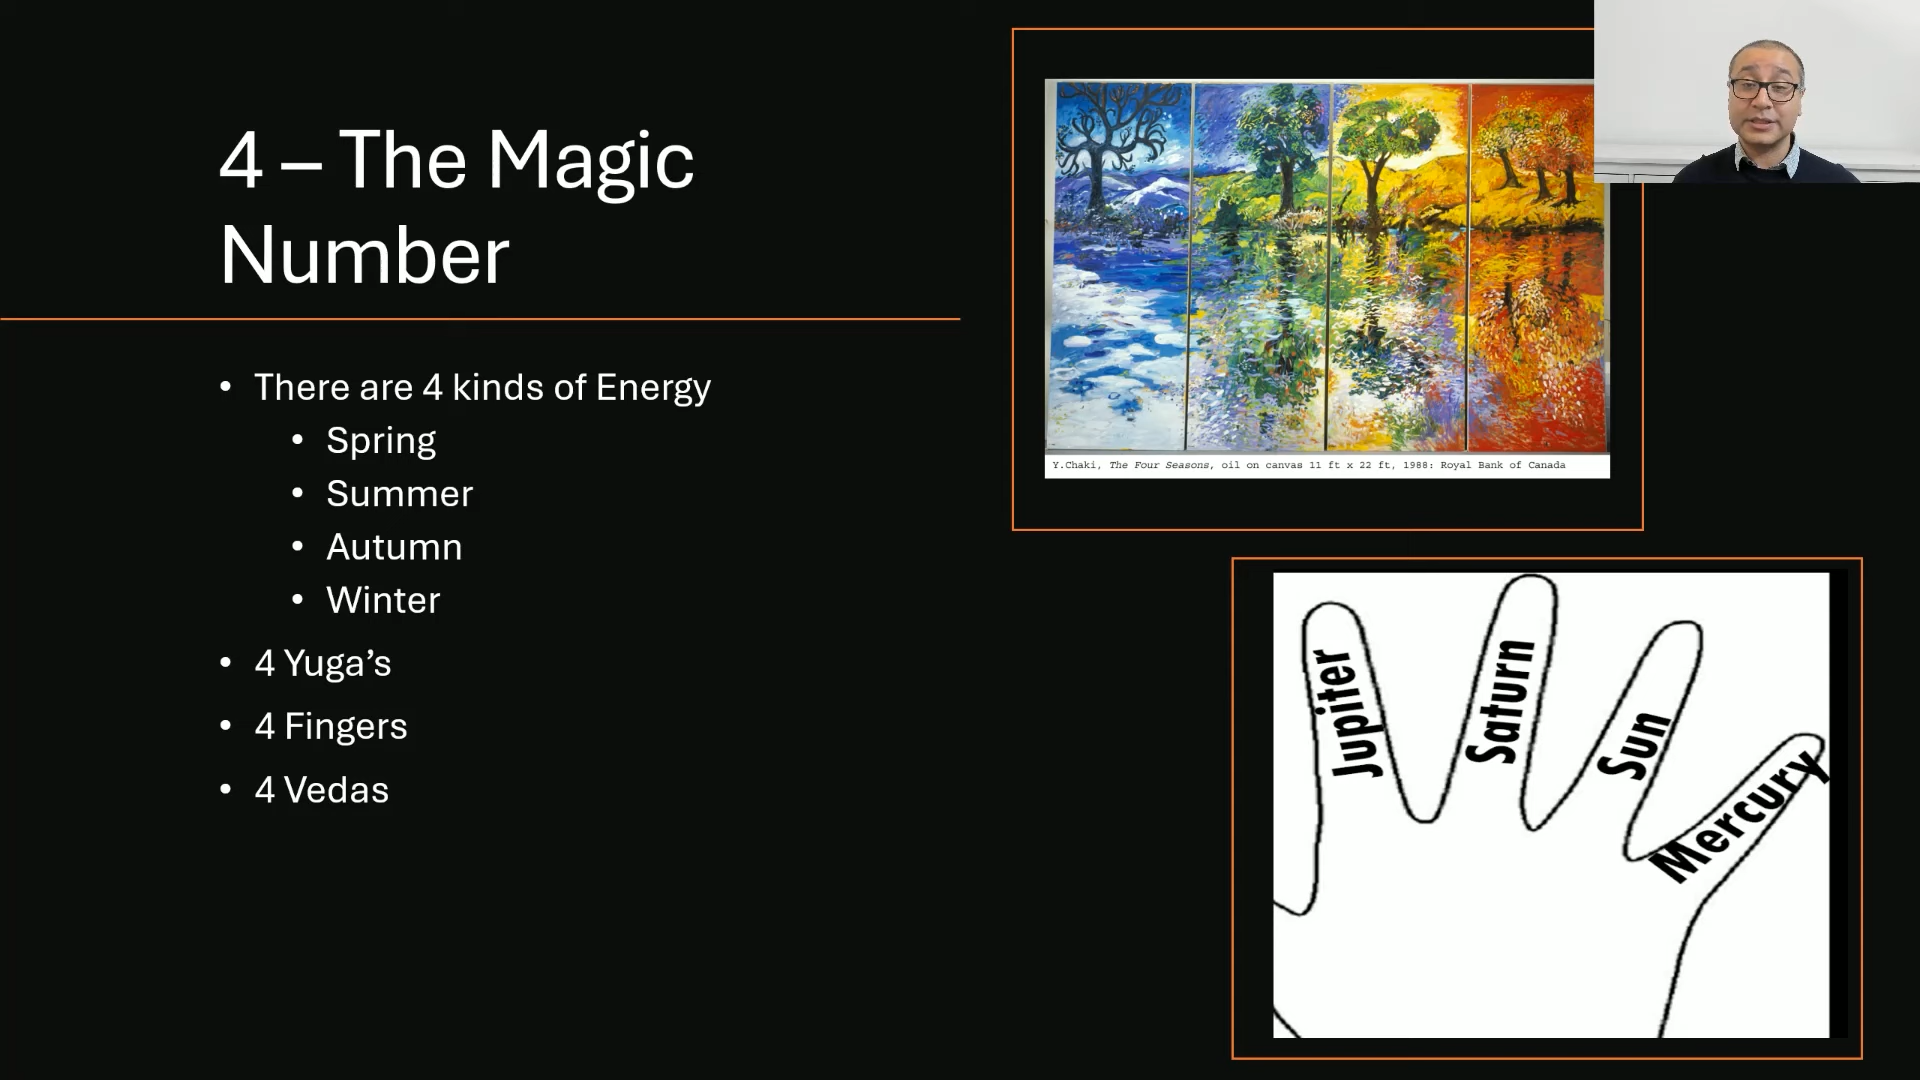 4 – The Magic
Number
• There are 4 kinds of Energy
• Spring
• Summer
• Autumn
• Winter
• 4 Yuga’s
• 4 Fingers
• 4 Vedas
Y.Chaki, The Four Seasons, oil on canvas 11 ft x 22 ft, 1988: Royal Bank of Canada
Jupiter
Saturn
Sun
Mercury